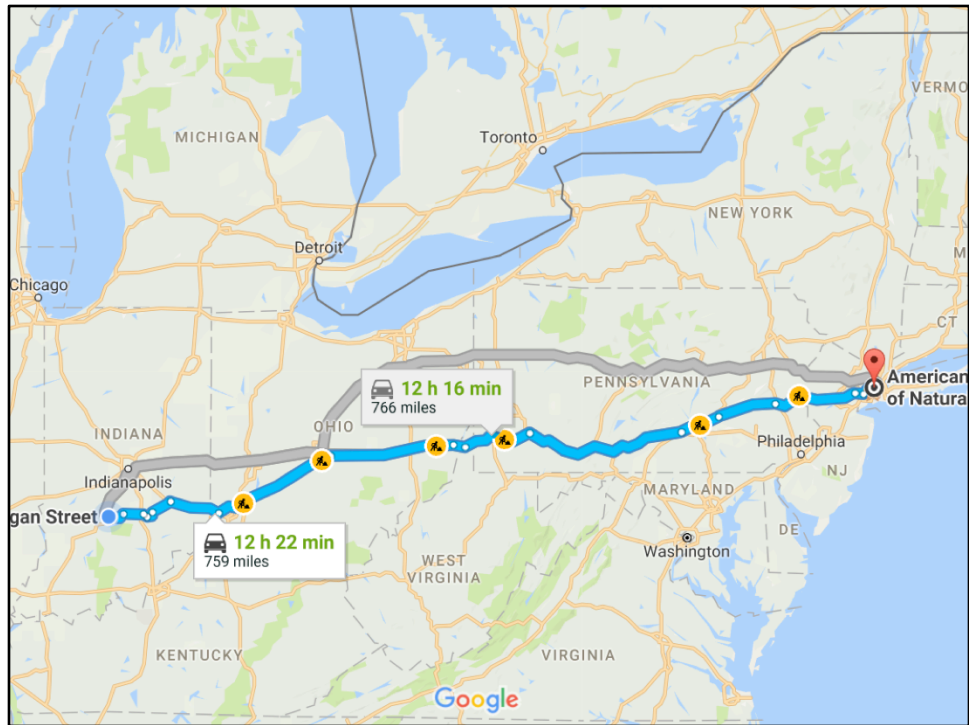 VERMO
MICHIGAN
Toronto
NEW YORK
Detroit
M
Chicago
CT
12 h 16 min
766 miles
PENNSYLVANIA
American
of Natura
INDIANA
OHIO
Philadelphia
Indianapolis
NJ
MARYLAND
gan Street
DE
12 h 22 min
759 miles
Washington
WEST
VIRGINIA
KENTUCKY
VIRGINIA
Google